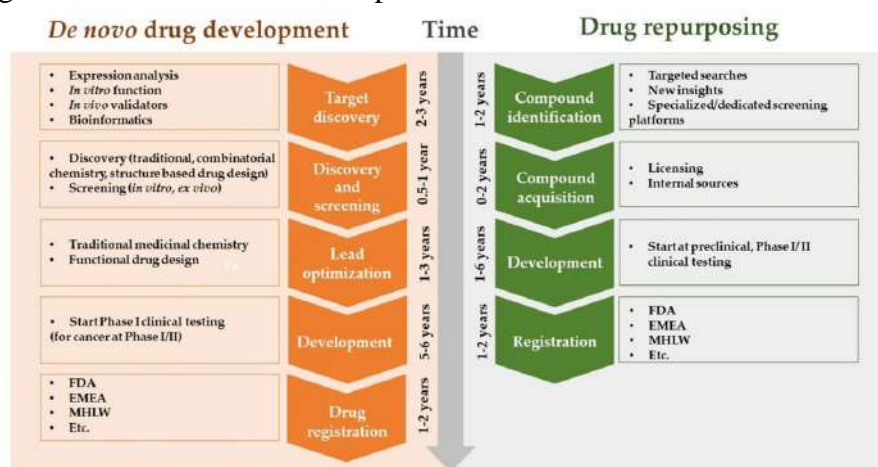 De novo drug development
Time
Drug repurposing
• Expression analysis
• In vitro function
• In vivo validators
• Bioinformatics
Target
discovery
2-3 years
• Discovery (traditional, combinatorial
chemistry, structure based drug design)
• Screening (in vitro, ex vivo)
Discovery
and
screening
0.5-1 year
• Traditional medicinal chemistry
• Functional drug design
Lead
optimization
1-3 years
• Start Phase I clinical testing
(for cancer at Phase I/II)
Development
5-6 years
• FDA
• EMEA
• MHLW
• Etc.
Drug
registration
1-2 years
1-2 years
Compound
identification
• Targeted searches
• New insights
• Specialized/dedicated screening
platforms
0-2 years
Compound
acquisition
• Licensing
• Internal sources
1-6 years
Development
• Start at preclinical, Phase I/II
clinical testing
1-2 years
Registration
• FDA
• EMEA
• MHLW
• Etc.